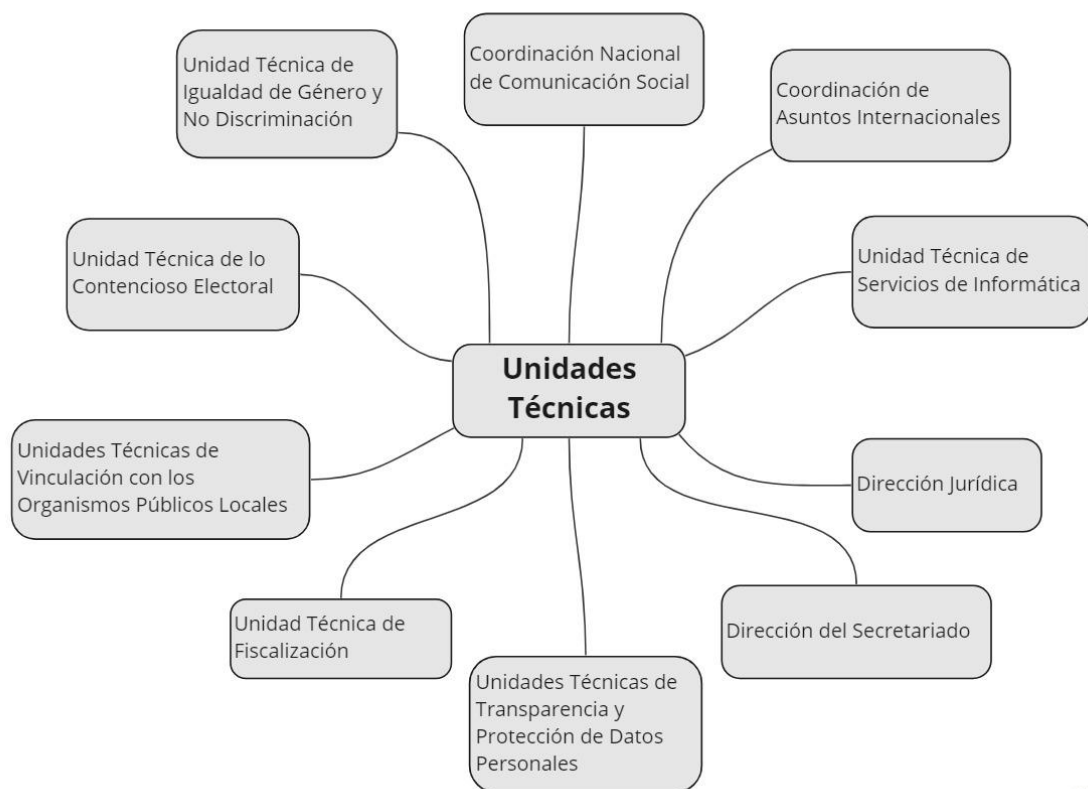 Coordinación Nacional
de Comunicación Social
Unidad Técnica de
Igualdad de Género y
No Discriminación
Coordinación de
Asuntos Internacionales
Unidad Técnica de lo
Contencioso Electoral
Unidad Técnica de
Servicios de Informática
Unidades
Técnicas
Unidades Técnicas de
Vinculación con los
Organismos Públicos Locales
Dirección Jurídica
Unidad Técnica de
Fiscalización
Dirección del Secretariado
Unidades Técnicas de
Transparencia y
Protección de Datos
Personales